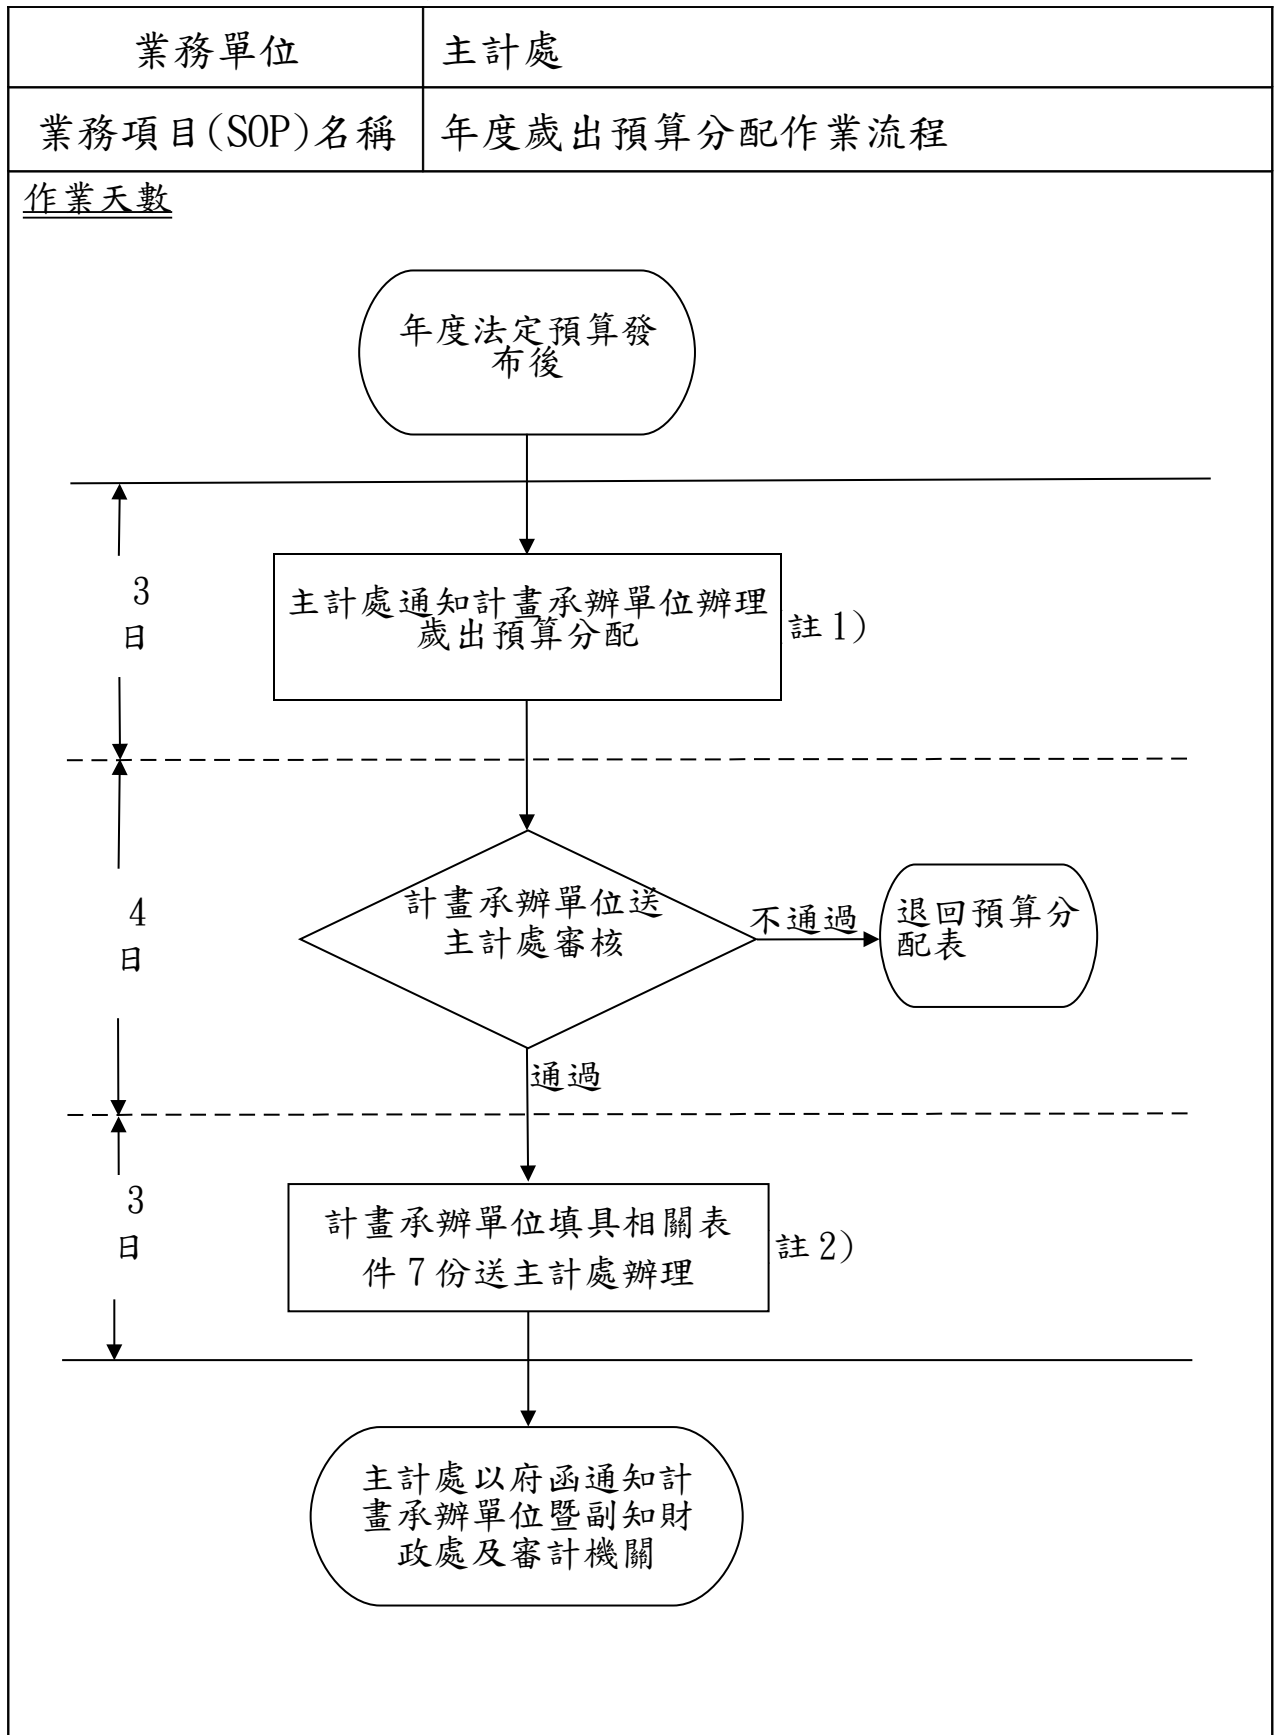 業務單位
主計處
業務項目(SOP)名稱
年度歲出預算分配作業流程
作業天數
年度法定預算發
布後
3
日
主計處通知計畫承辦單位辦理
歲出預算分配
註1)
4
日
計畫承辦單位送
主計處審核
不通過
退回預算分
配表
通過
3
日
計畫承辦單位填具相關表
件7份送主計處辦理
註2)
主計處以府函通知計
畫承辦單位暨副知財
政處及審計機關